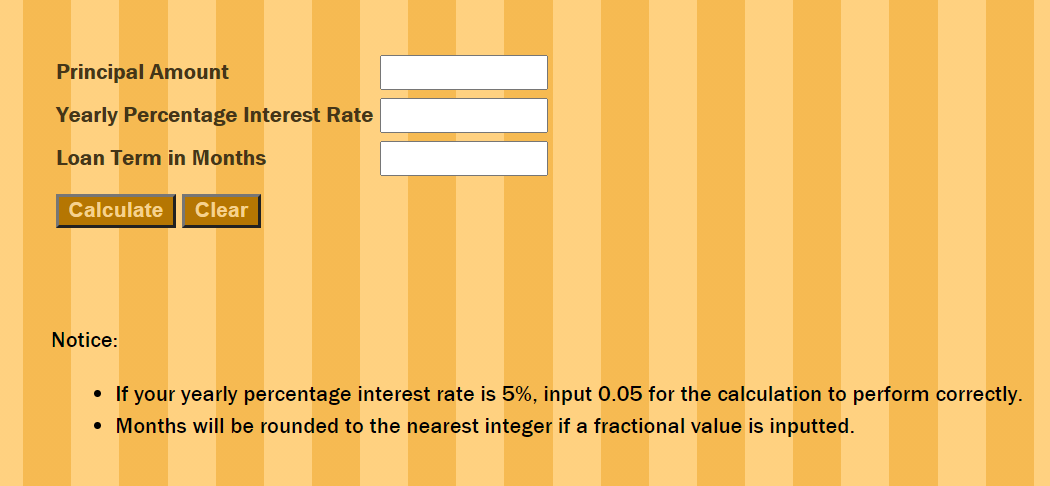 Principal Amount
Yearly Percentage Interest Rate
Loan Term in Months
Calculate Clear
Notice:
• If your yearly percentage interest rate is 5%, input 0.05 for the calculation to perform correctly.
• Months will be rounded to the nearest integer if a fractional value is inputted.